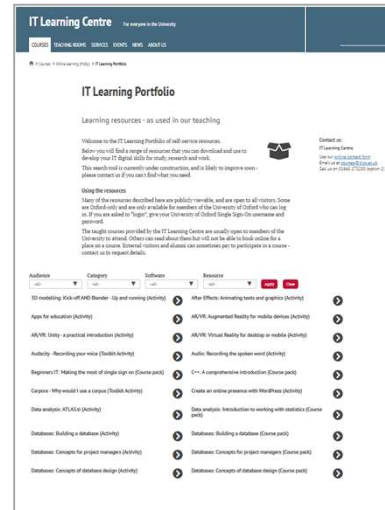 IT Learning Centre For everyone in the University
COURSES TEACHING ROOMS SERVICES EVENTS NEWS ABOUT US
IT Learning Portfolio
IT Learning Portfolio
Learning resources - as used in our teaching
Welcome to the IT Learning Portfolio of self-service resources.
Below you will find a range of resources that you can download and use to
develop your IT digital skills for study, research and work.
This search tool is currently under construction, and is likely to improve soon -
please contact us if you can't find what you need.
Using the resources
Many of the resources described here are publicly viewable, and are open to all visitors. Some
are Oxford-only and are only available for members of the University of Oxford who can log
in. If you are asked to "login", give your University of Oxford Single Sign-On username and
password.
The taught courses provided by the IT Learning Centre are usually open to members of the
University to attend. Others can read about them but will not be able to book online for a
place on a course. External visitors and alumni can sometimes pay to participate in a course -
contact us in request details.
Contact us:
IT Learning Centre
Use our online contact form
Email us at
Call us on
Audience Category Software Resource
Apply Clear
3D modelling: Kick-off AND Blender - Up and running (Activity) After Effects: Animating texts and graphics (Activity)
Apps for education (Activity) AR/VR: Augmented Reality for mobile devices (Activity)
AR/VR: Unity - a practical introduction (Activity) AR/VR: Virtual Reality for desktop or mobile (Activity)
Audacity - Recording your voice (Toolkit Activity) Audio: Recording the spoken word (Activity)
Beginners IT: Making the most of single sign on (Course pack) C++: A comprehensive introduction (Course pack)
Corpora - Why would I use a corpus (Toolkit Activity) Create an online presence with WordPress (Activity)
Data analysis: ATLAS.ti (Activity) Data analysis: Introduction to working with statistics (Course
pack)
Databases: Building a database (Activity) Databases: Building a database (Course pack)
Databases: Concepts for project managers (Activity) Databases: Concepts for project managers (Course pack)
Databases: Concepts of database design (Activity) Databases: Concepts of database design (Course pack)